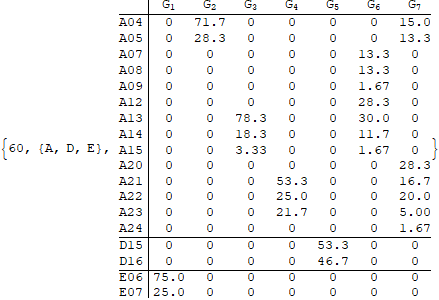 G₁ G₂ G₃ G₄ G₅ G₆ G₇
A04 0 71.7 0 0 0 0 15.0
A05 0 28.3 0 0 0 0 13.3
A07 0 0 0 0 0 13.3 0
A08 0 0 0 0 0 13.3 0
A09 0 0 0 0 0 1.67 0
A12 0 0 0 0 0 28.3 0
A13 0 0 78.3 0 0 30.0 0
A14 0 0 18.3 0 0 11.7 0
{60, {A, D, E}, A15 0 0 3.33 0 0 1.67 0 }
A20 0 0 0 0 0 0 28.3
A21 0 0 0 53.3 0 0 16.7
A22 0 0 0 25.0 0 0 20.0
A23 0 0 0 21.7 0 0 5.00
A24 0 0 0 0 0 0 1.67
D15 0 0 0 0 53.3 0 0
D16 0 0 0 0 46.7 0 0
E06 75.0 0 0 0 0 0 0
E07 25.0 0 0 0 0 0 0